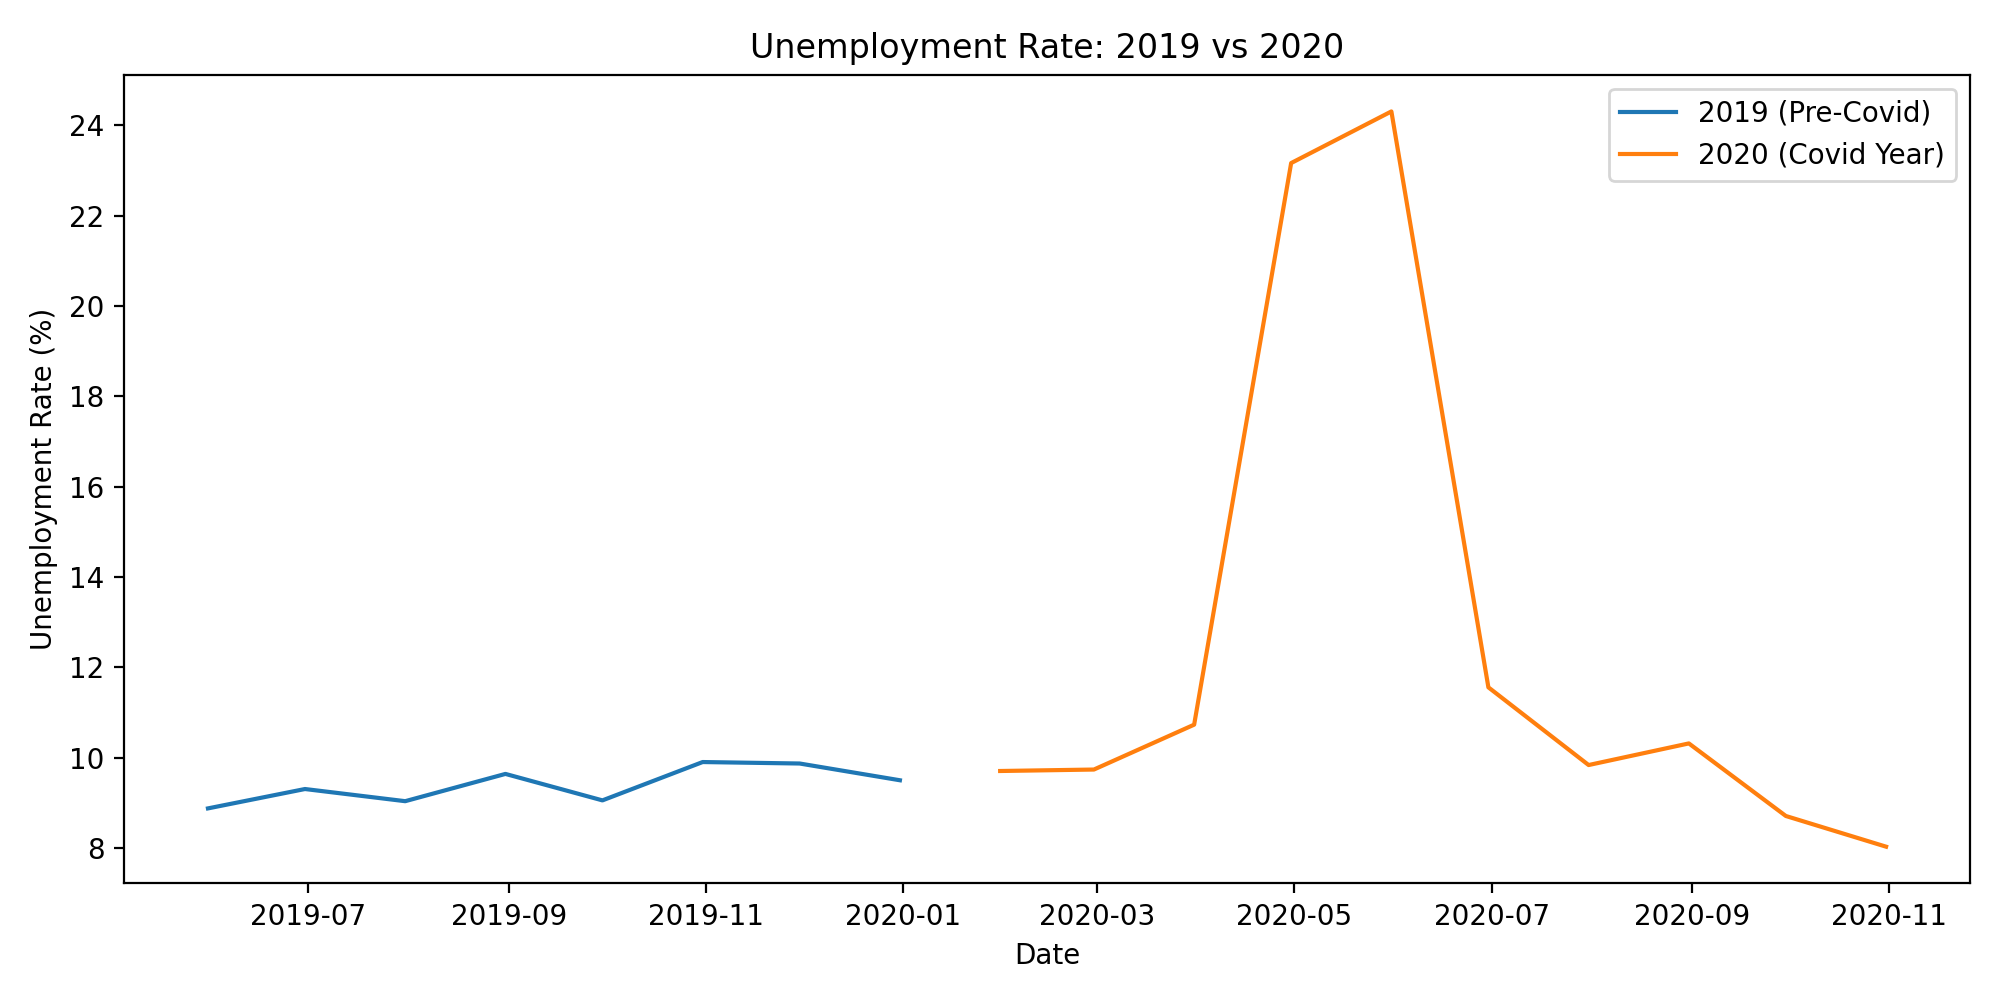 Unemployment Rate: 2019 vs 2020
2019 (Pre-Covid)
2020 (Covid Year)
Unemployment Rate (%)
24
22
20
18
16
14
12
10
8
2019-07 2019-09 2019-11 2020-01 2020-03 2020-05 2020-07 2020-09 2020-11
Date